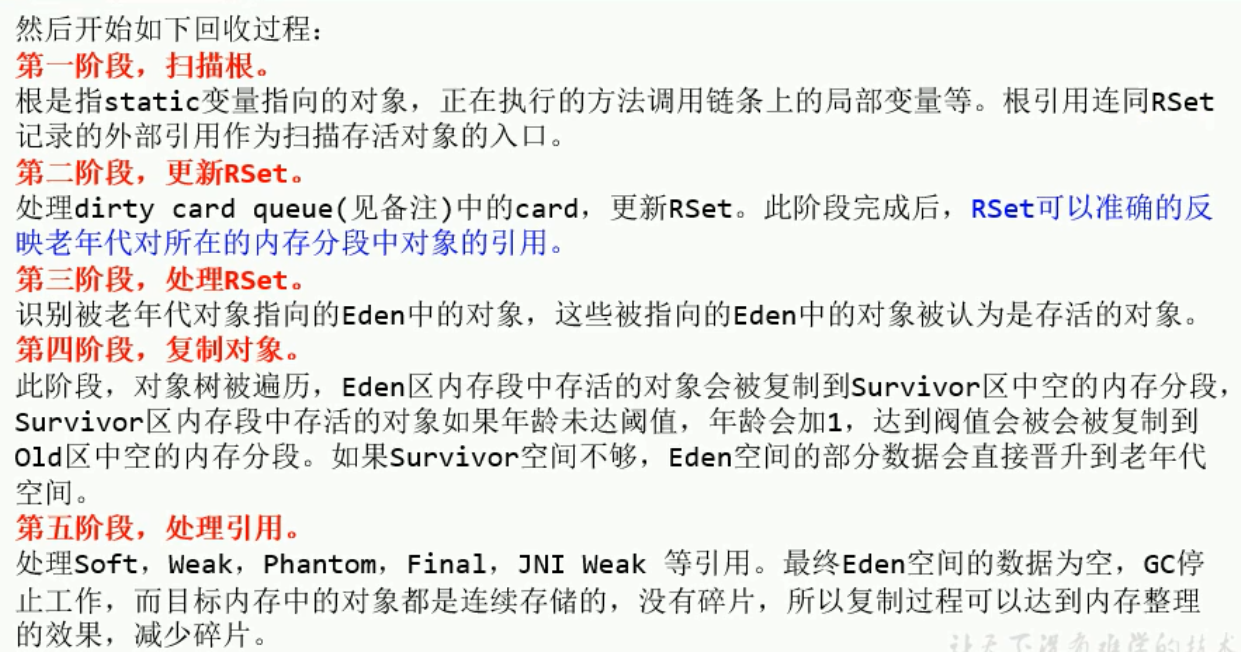 然后开始如下回收过程:
第一阶段，扫描根。
根是指static变量指向的对象，正在执行的方法调用链条上的局部变量等。根引用连同RSet
记录的外部引用作为扫描存活对象的入口。
第二阶段，更新RSet。
处理dirty card queue(见备注)中的card，更新RSet。此阶段完成后，RSet可以准确的反
映老年代对所在的内存分段中对象的引用。
第三阶段，处理RSet。
识别被老年代对象指向的Eden中的对象，这些被指向的Eden中的对象被认为是存活的对象。
第四阶段，复制对象。
此阶段，对象树被遍历，Eden区内存段中存活的对象会被复制到Survivor区中空的内存分段，
Survivor区内存段中存活的对象如果年龄未达阈值，年龄会加1，达到阀值会被会被复制到
Old区中空的内存分段。如果Survivor空间不够，Eden空间的部分数据会直接晋升到老年代
空间。
第五阶段，处理引用。
处理Soft，Weak，Phantom，Final，JNI Weak 等引用。最终Eden空间的数据为空，GC停
止工作，而目标内存中的对象都是连续存储的，没有碎片，所以复制过程可以达到内存整理
的效果，减少碎片。
让天下没有难学的技术